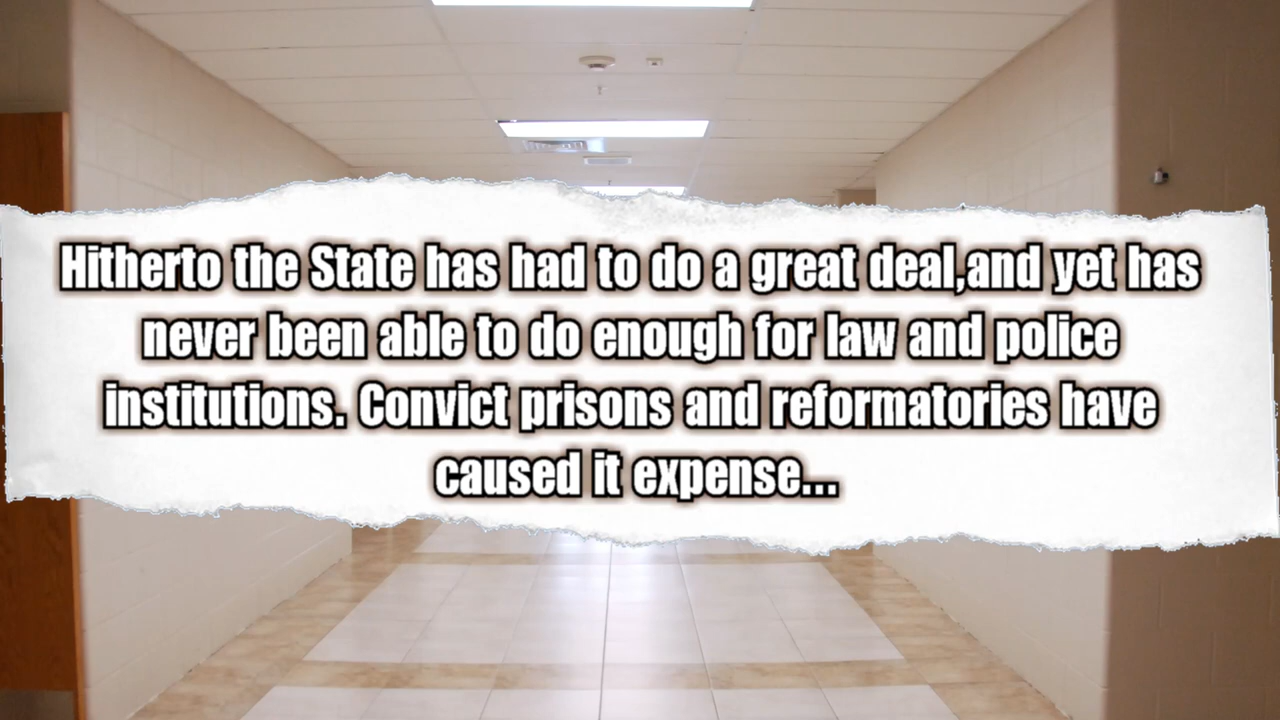 Hitherto the State has had to do a great deal,and yet has
never been able to do enough for law and police
institutions. Convict prisons and reformatories have
caused it expense...